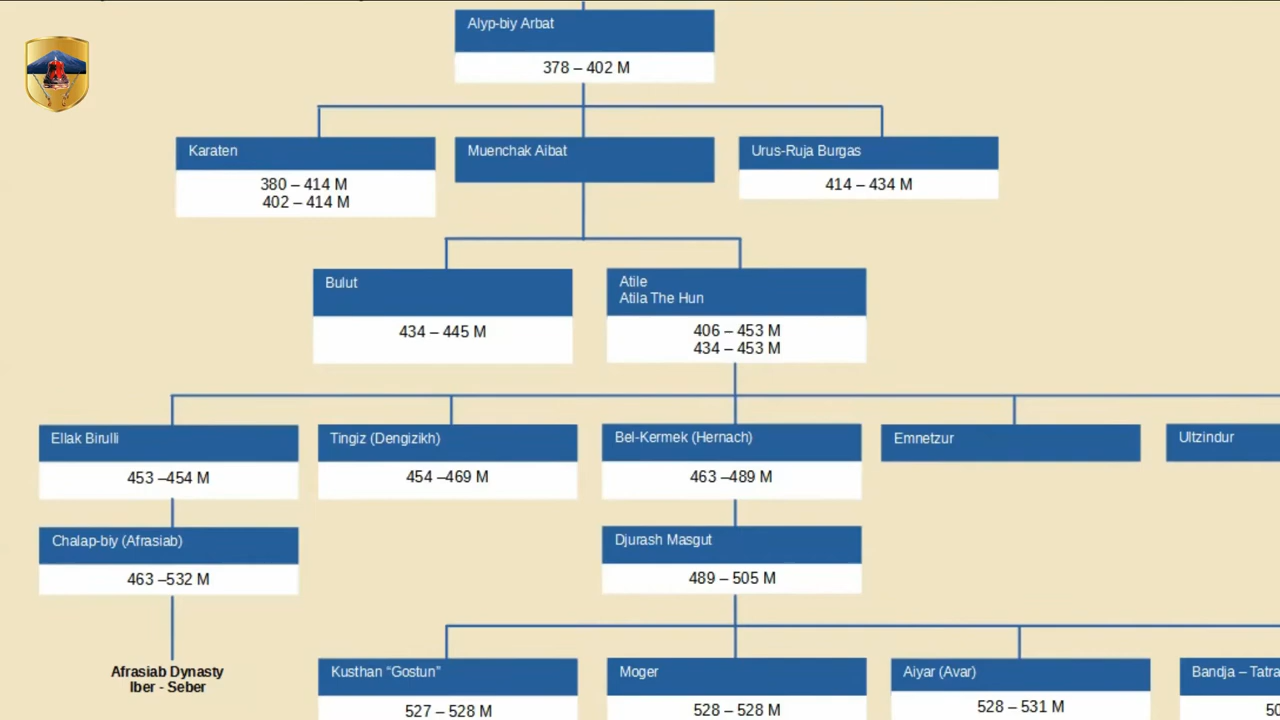 Alyp-biy Arbat
378 – 402 M
Karaten
380 – 414 M
402 – 414 M
Muenchak Aibat
Urus-Ruja Burgas
414 – 434 M
Bulut
434 – 445 M
Atile
Atila The Hun
406 – 453 M
434 – 453 M
Ellak Birulli
453 –454 M
Tingiz (Dengizikh)
454 –469 M
Bel-Kermek (Hernach)
463 –489 M
Emnetzur
Ultzindur
Chalap-biy (Afrasiab)
463 –532 M
Djurash Masgut
489 – 505 M
Afrasiab Dynasty
Iber - Seber
Kusthan “Gostun”
527 – 528 M
Moger
528 – 528 M
Aiyar (Avar)
528 – 531 M
Bandja – Tatra
50